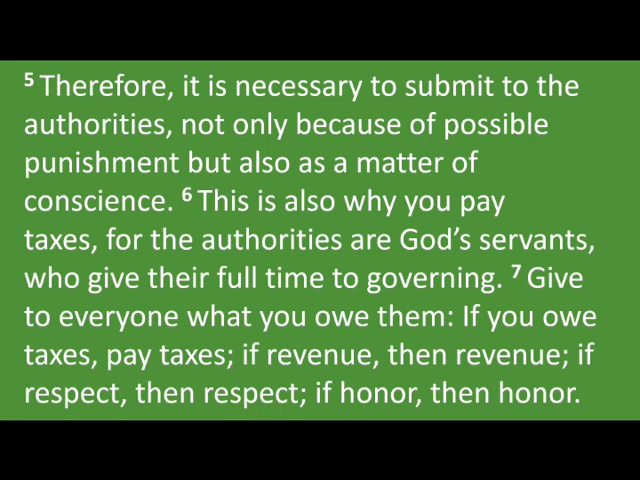 5 Therefore, it is necessary to submit to the
authorities, not only because of possible
punishment but also as a matter of
conscience. 6 This is also why you pay
taxes, for the authorities are God’s servants,
who give their full time to governing. 7 Give
to everyone what you owe them: If you owe
taxes, pay taxes; if revenue, then revenue; if
respect, then respect; if honor, then honor.